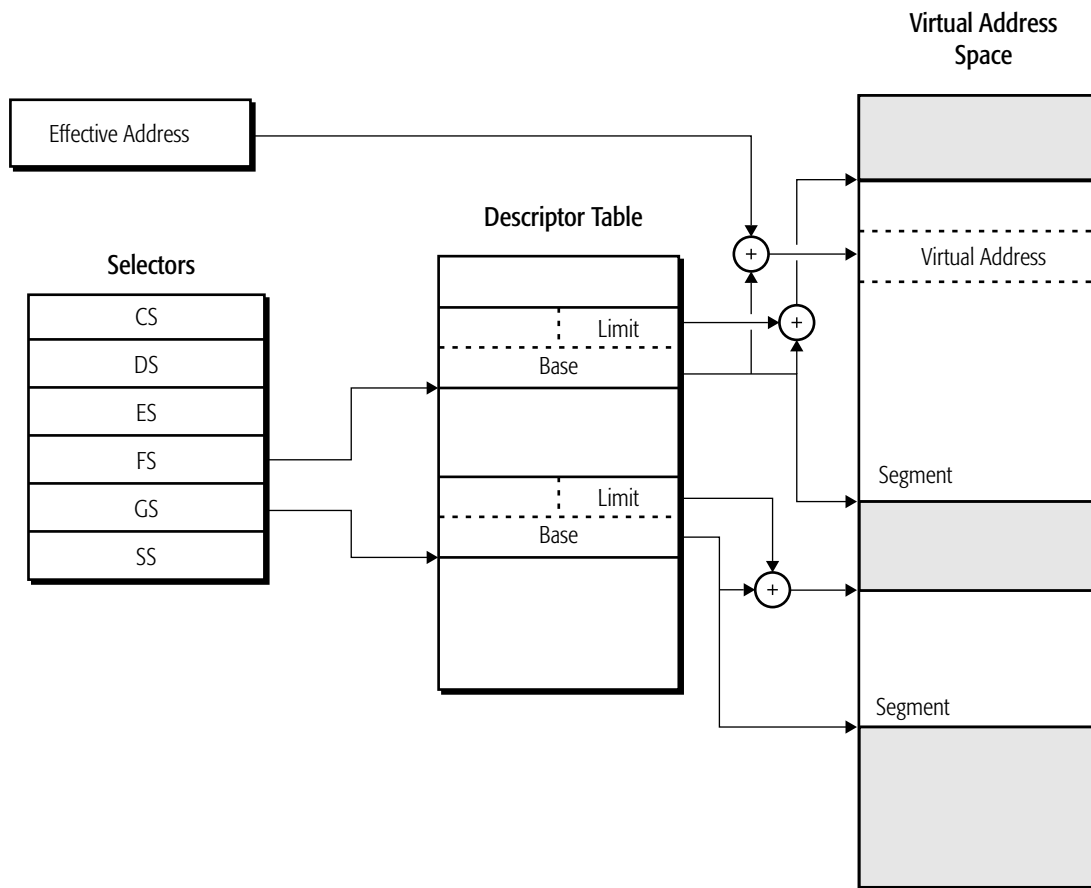 Virtual Address
Space
Effective Address
Descriptor Table
Selectors
CS
DS
ES
FS
GS
SS
Limit
Base
Limit
Base
+
+
+
Virtual Address
Segment
Segment